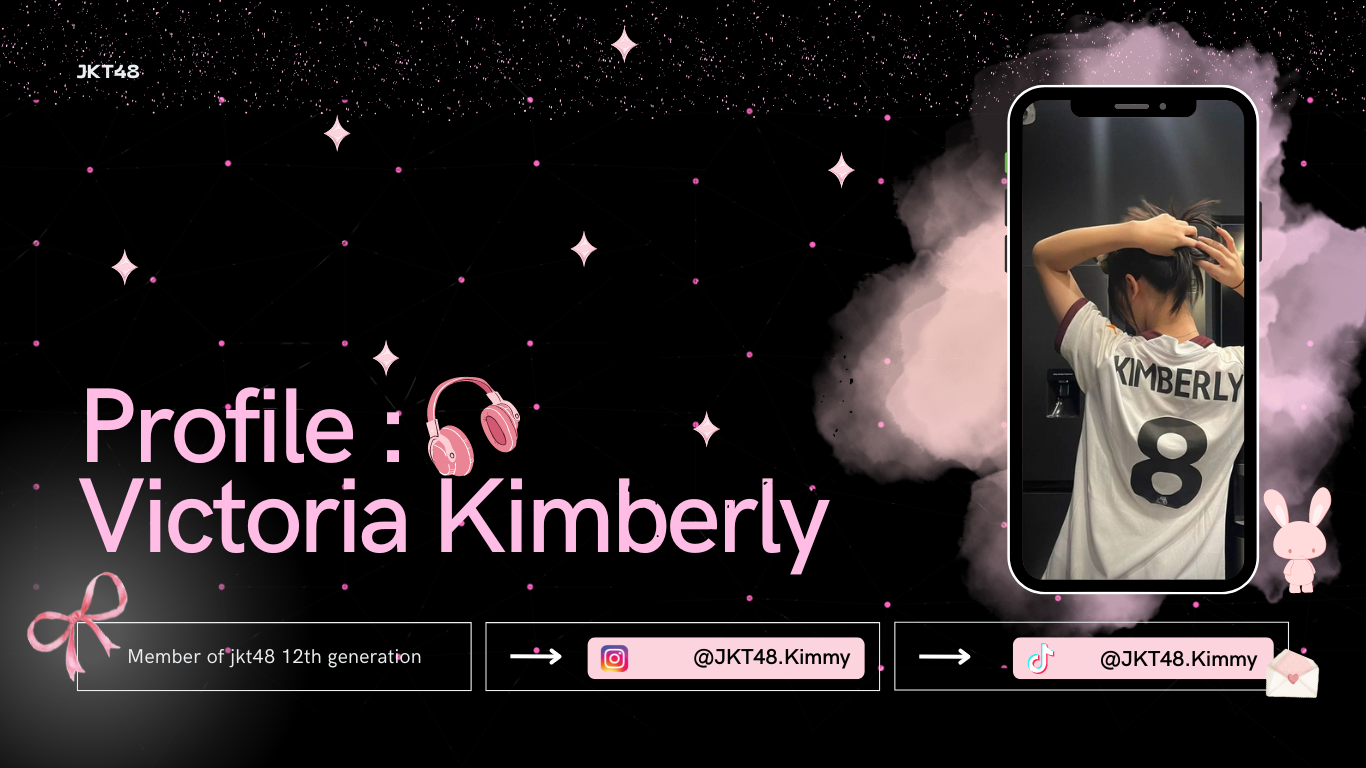 JKT48
Profile :
Victoria Kimberly
Member of jkt48 12th generation
@JKT48.Kimmy
@JKT48.Kimmy
KIMBERLY
8